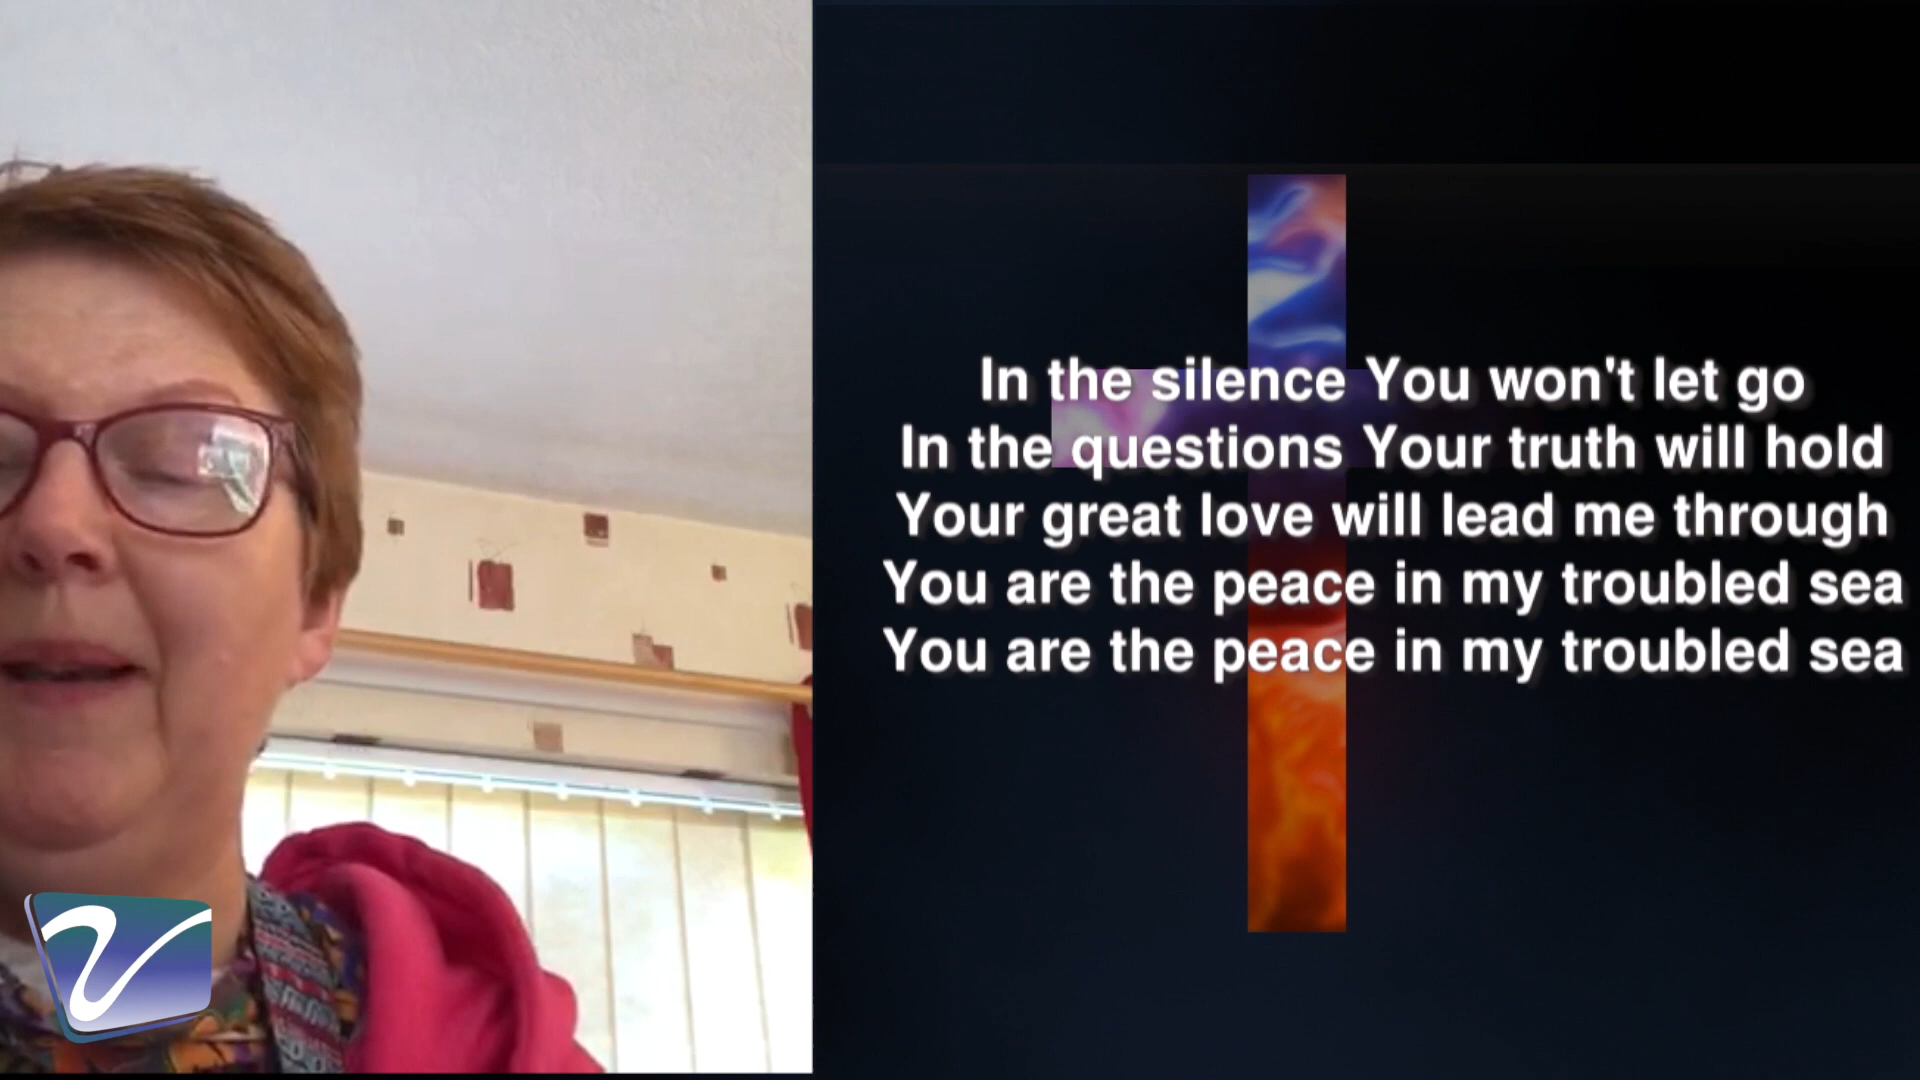 In the silence You won't let go
In the questions Your truth will hold
Your great love will lead me through
You are the peace in my troubled sea
You are the peace in my troubled sea